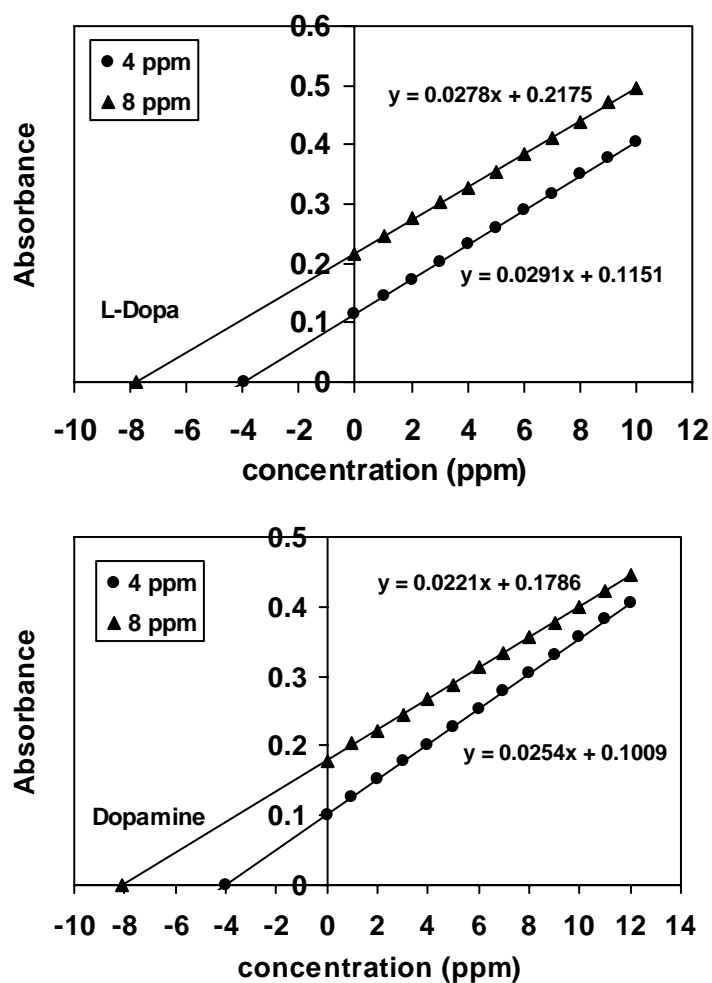 0.6
4 ppm
8 ppm
y = 0.0278x + 0.2175
0.5
0.4
0.3
Absorbance
0.2
y = 0.0291x + 0.1151
L-Dopa
0.1
0
-10 -8 -6 -4 -2 0 2 4 6 8 10 12
concentration (ppm)
0.5
4 ppm
8 ppm
y = 0.0221x + 0.1786
0.4
0.3
Absorbance
0.2
y = 0.0254x + 0.1009
Dopamine
0.1
0
-10 -8 -6 -4 -2 0 2 4 6 8 10 12 14
concentration (ppm)